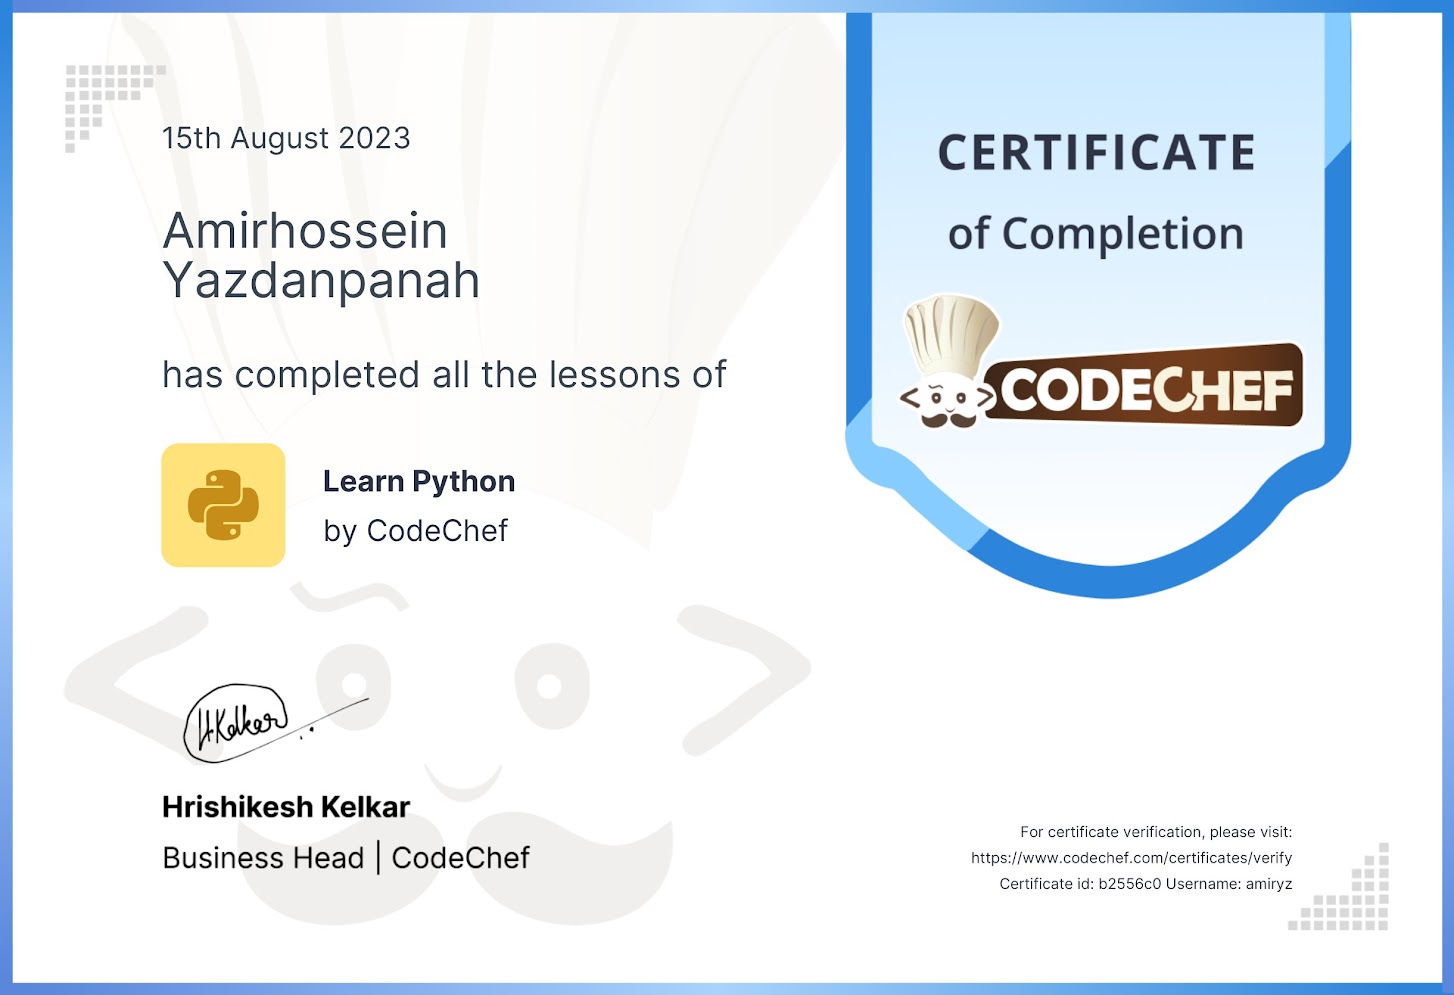 15th August 2023
Amirhossein
Yazdanpanah
has completed all the lessons of
Learn Python
by CodeChef
H.Kelkar
Hrishikesh Kelkar
Business Head | CodeChef
CERTIFICATE
of Completion
CODECHEF
For certificate verification, please visit:
https://www.codechef.com/certificates/verify
Certificate id: b2556c0 Username: amiryz